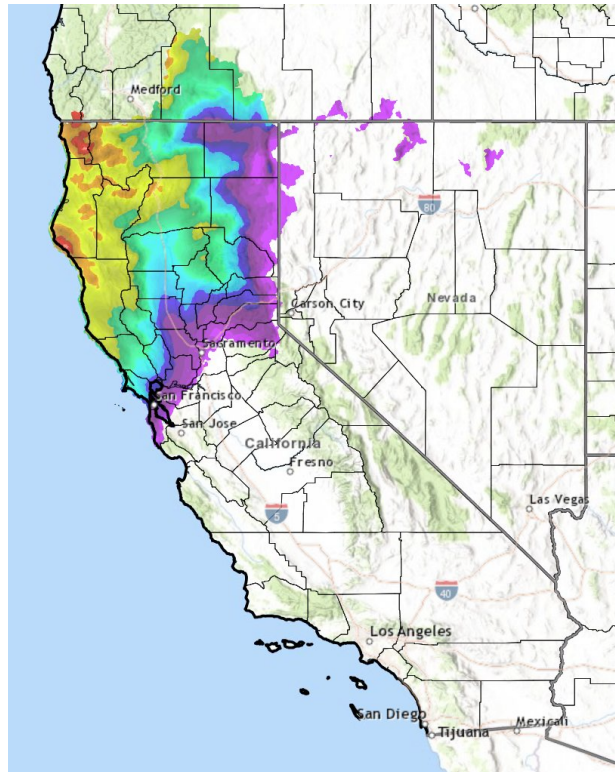 Medford
80
Carson City
Nevada
Sacramento
San Francisco
San Jose
California
Fresno
Las Vegas
5
40
Los Angeles
San Diego
Tijuana
Mexicali